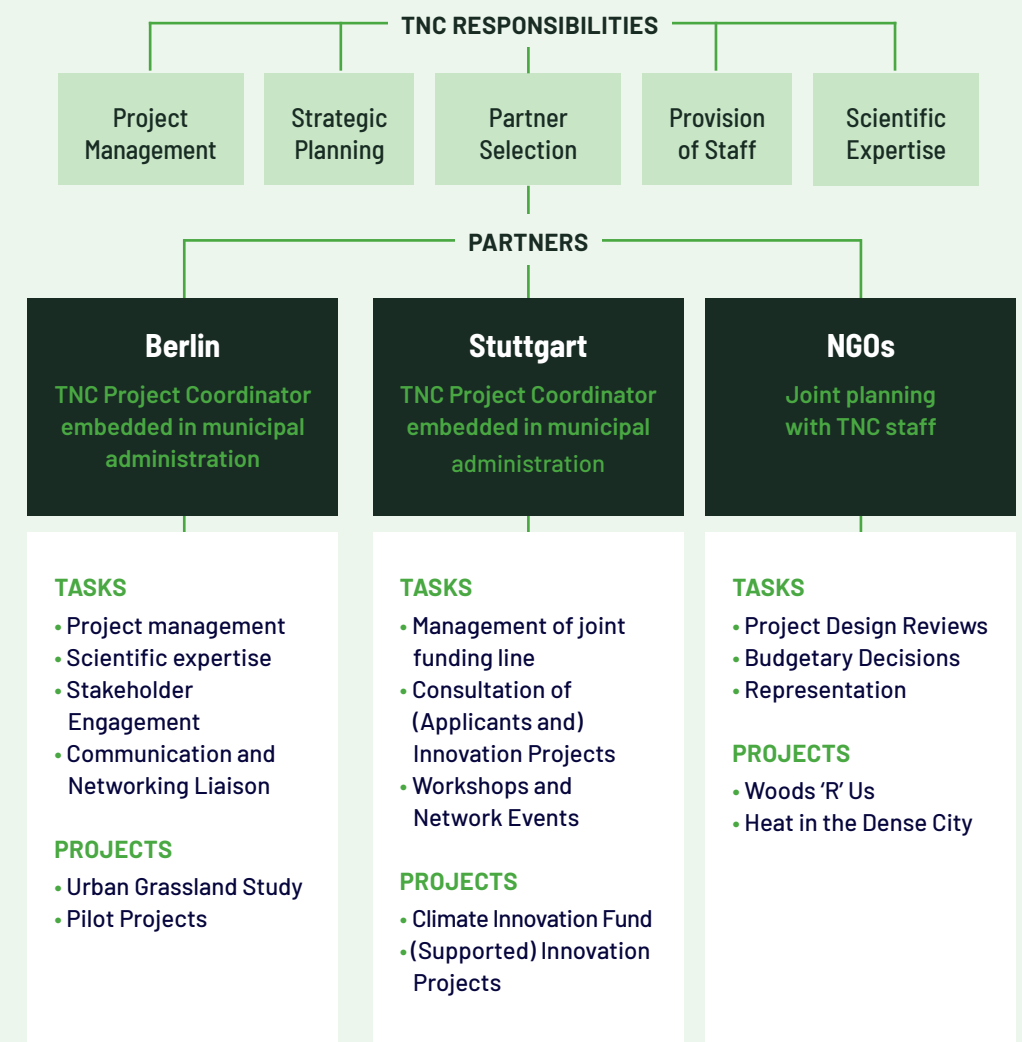 TNC RESPONSIBILITIES
Project
Management
Strategic
Planning
Partner
Selection
Provision
of Staff
Scientific
Expertise
PARTNERS
Berlin
TNC Project Coordinator
embedded in municipal
administration
TASKS
• Project management
• Scientific expertise
• Stakeholder
Engagement
• Communication and
Networking Liaison
PROJECTS
• Urban Grassland Study
• Pilot Projects
Stuttgart
TNC Project Coordinator
embedded in municipal
administration
TASKS
• Management of joint
funding line
• Consultation of
(Applicants and)
Innovation Projects
• Workshops and
Network Events
PROJECTS
• Climate Innovation Fund
• (Supported) Innovation
Projects
NGOs
Joint planning
with TNC staff
TASKS
• Project Design Reviews
• Budgetary Decisions
• Representation
PROJECTS
• Woods ‘R’ Us
• Heat in the Dense City